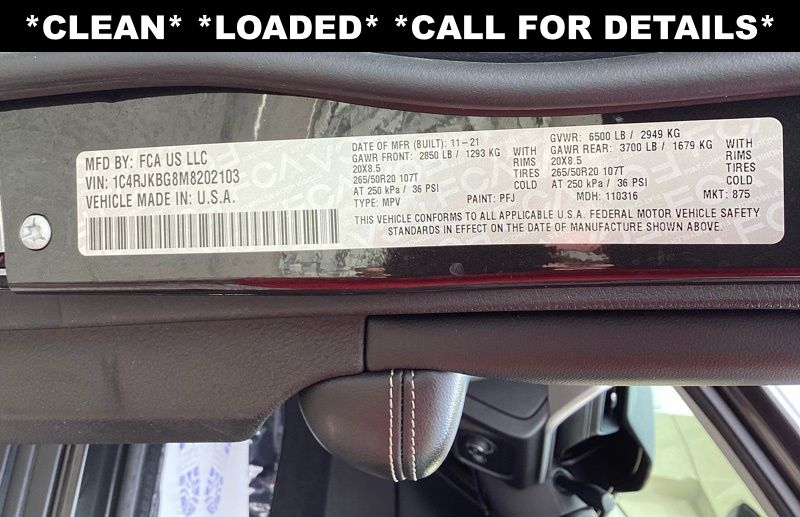 *CLEAN* *LOADED* *CALL FOR DETAILS*
MFD BY: FCA US LLC
VIN: 1C4RJKBG8M8202103
VEHICLE MADE IN: U.S.A.
DATE OF MFR (BUILT): 11-21
GAWR FRONT: 2850 LB / 1293 KG WITH
20X8.5 RIMS
265/50R20 107T TIRES
AT 250 kPa / 36 PSI COLD
TYPE: MPV PAINT: PFJ
GVWR: 6500 LB / 2949 KG
GAWR REAR: 3700 LB / 1679 KG WITH
20X8.5 RIMS
265/50R20 107T TIRES
AT 250 kPa / 36 PSI COLD
MDH: 110316 MKT: 875
THIS VEHICLE CONFORMS TO ALL APPLICABLE U.S.A. FEDERAL MOTOR VEHICLE SAFETY
STANDARDS IN EFFECT ON THE DATE OF MANUFACTURE SHOWN ABOVE.